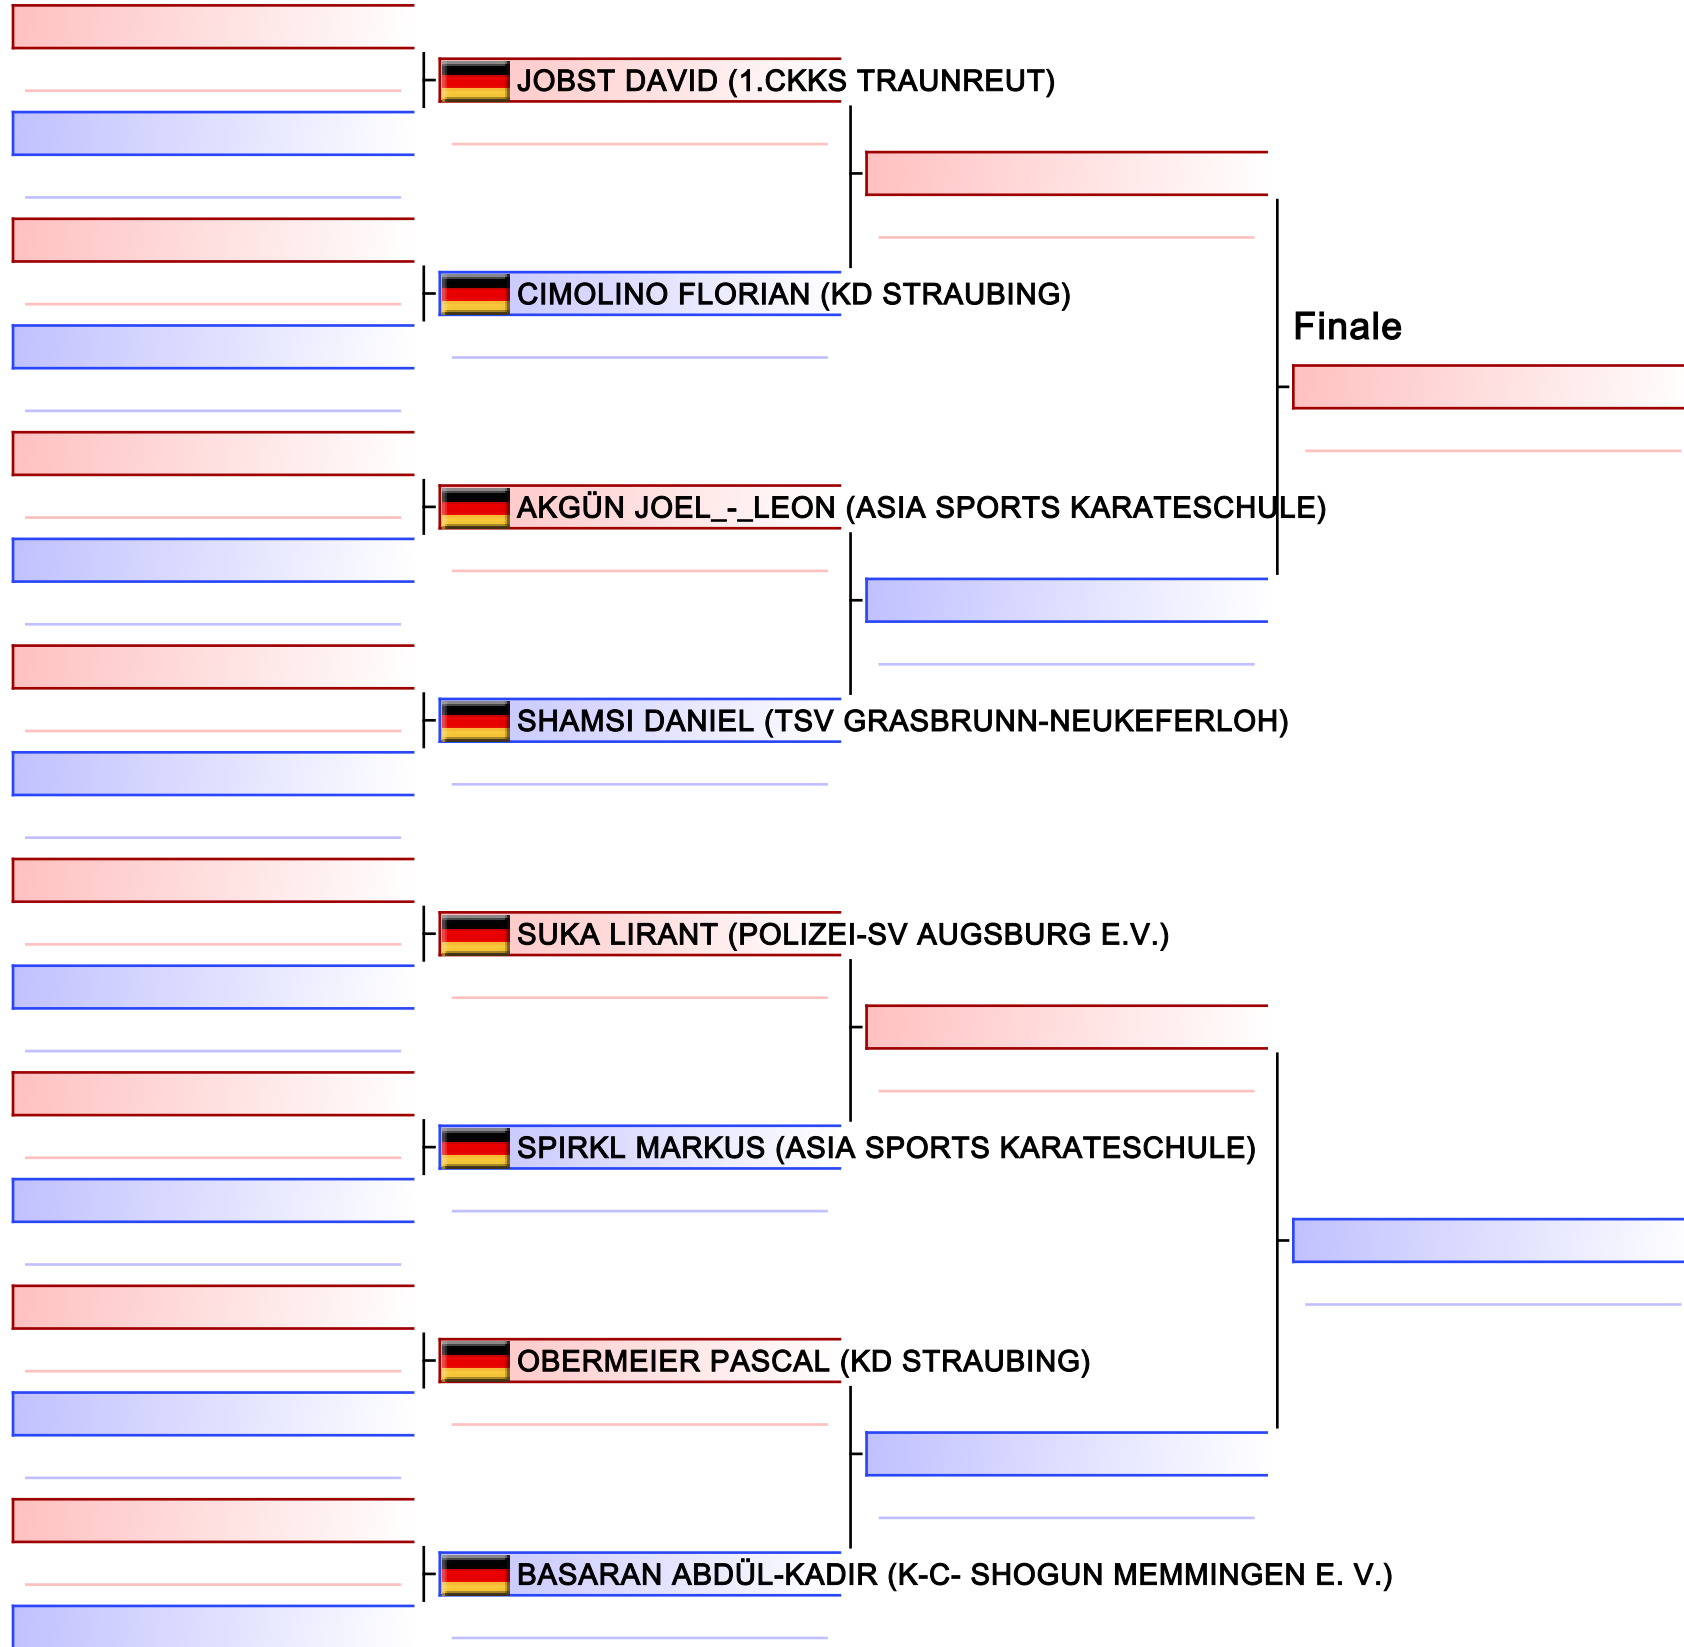 JOBST DAVID (1.CKKS TRAUNREUT)
CIMOLINO FLORIAN (KD STRAUBING)
Finale
AKGÜN JOEL_-_LEON (ASIA SPORTS KARATESCHULE)
SHAMSI DANIEL (TSV GRASBRUNN-NEUKEFERLOH)
SUKA LIRANT (POLIZEI-SV AUGSBURG E.V.)
SPIRKL MARKUS (ASIA SPORTS KARATESCHULE)
OBERMEIER PASCAL (KD STRAUBING)
BASARAN ABDÜL-KADIR (K-C- SHOGUN MEMMINGEN E. V.)